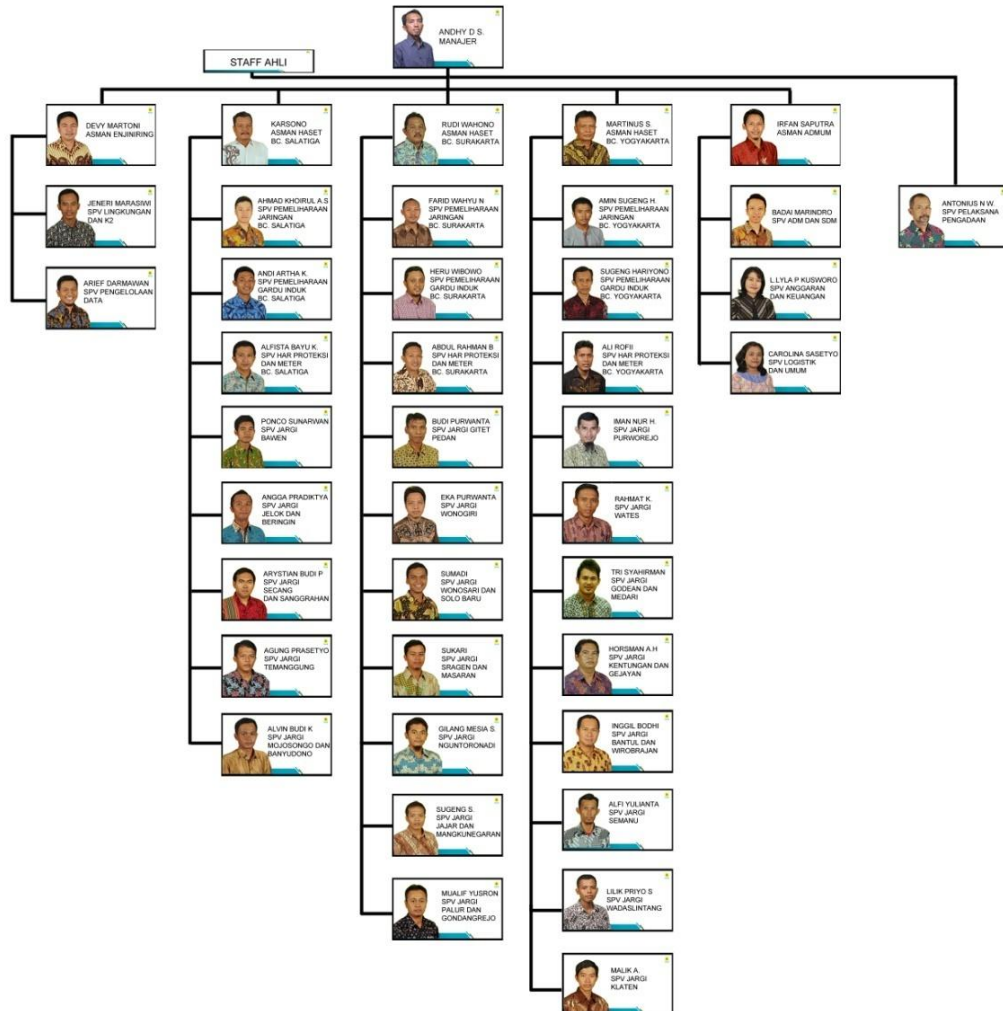 ANDHY D S.
MANAJER
STAFF AHLI
DEVY MARTONI
ASMAN ENJINIRING
JENERI MARASIWI
SPV LINGKUNGAN
DAN K2
ARIEF DARMAWAN
SPV PENGELOLAAN
DATA
KARSONO
ASMAN HASET
BC. SALATIGA
AHMAD KHOIRUL A.S
SPV PEMELIHARAAN
JARINGAN
BC. SALATIGA
ANDI ARTHA K.
SPV PEMELIHARAAN
GARDU INDUK
BC. SALATIGA
ALFISTA BAYU K.
SPV HAR PROTEKSI
DAN METER
BC. SALATIGA
PONCO SUNARWAN
SPV JARGI
BAWEN
ANGGA PRADIKTYA
SPV JARGI
JELOK DAN
BERINGIN
ARYSTIAN BUDI P
SPV JARGI
SECANG
DAN SANGGRAHAN
AGUNG PRASETYO
SPV JARGI
TEMANGGUNG
ALVIN BUDI K
SPV JARGI
MOJOSONGO DAN
BANYUDONO
RUDI WAHONO
ASMAN HASET
BC. SURAKARTA
FARID WAHYU N
SPV PEMELIHARAAN
JARINGAN
BC. SURAKARTA
HERU WIBOWO
SPV PEMELIHARAAN
GARDU INDUK
BC. SURAKARTA
ABDUL RAHMAN B
SPV HAR PROTEKSI
DAN METER
BC. SURAKARTA
BUDI PURWANTA
SPV JARGI GITET
PEDAN
EKA PURWANTA
SPV JARGI
WONOGIRI
SUMADI
SPV JARGI
WONOSARI DAN
SOLO BARU
SUKARI
SPV JARGI
SRAGEN DAN
MASARAN
GILANG MESIA S.
SPV JARGI
NGUNTORONADI
SUGENG S.
SPV JARGI
JAJAR DAN
MANGKUNEGARAN
MUALIF YUSRON
SPV JARGI
PALUR DAN
GONDANGREJO
MARTINUS S.
ASMAN HASET
BC. YOGYAKARTA
AMIN SUGENG H.
SPV PEMELIHARAAN
JARINGAN
BC. YOGYAKARTA
SUGENG HARIYONO
SPV PEMELIHARAAN
GARDU INDUK
BC. YOGYAKARTA
ALI ROFII
SPV HAR PROTEKSI
DAN METER
BC. YOGYAKARTA
IMAN NUR H.
SPV JARGI
PURWOREJO
RAHMAT K.
SPV JARGI
WATES
TRI SYAHIRMAN
SPV JARGI
GODEAN DAN
MEDARI
HORSMAN A.H
SPV JARGI
KENTUNGAN DAN
GEJAYAN
INGGIL BODHI
SPV JARGI
BANTUL DAN
WIROBRAJAN
ALFI YULIANTA
SPV JARGI
SEMANU
LILIK PRIYO S
SPV JARGI
WADASLINTANG
MALIK A.
SPV JARGI
KLATEN
IRFAN SAPUTRA
ASMAN ADMUM
BADAI MARINDRO
SPV ADM DAN SDM
L.LYLA P KUSWORO
SPV ANGGARAN
DAN KEUANGAN
CAROLINA SASETYO
SPV LOGISTIK
DAN UMUM
ANTONIUS N W.
SPV PELAKSANA
PENGADAAN